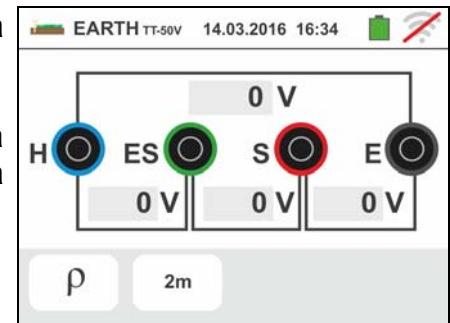 EARTH TT-50V 14.03.2016 16:34
0 V
H ES S E
0 V 0 V 0 V
ρ 2m